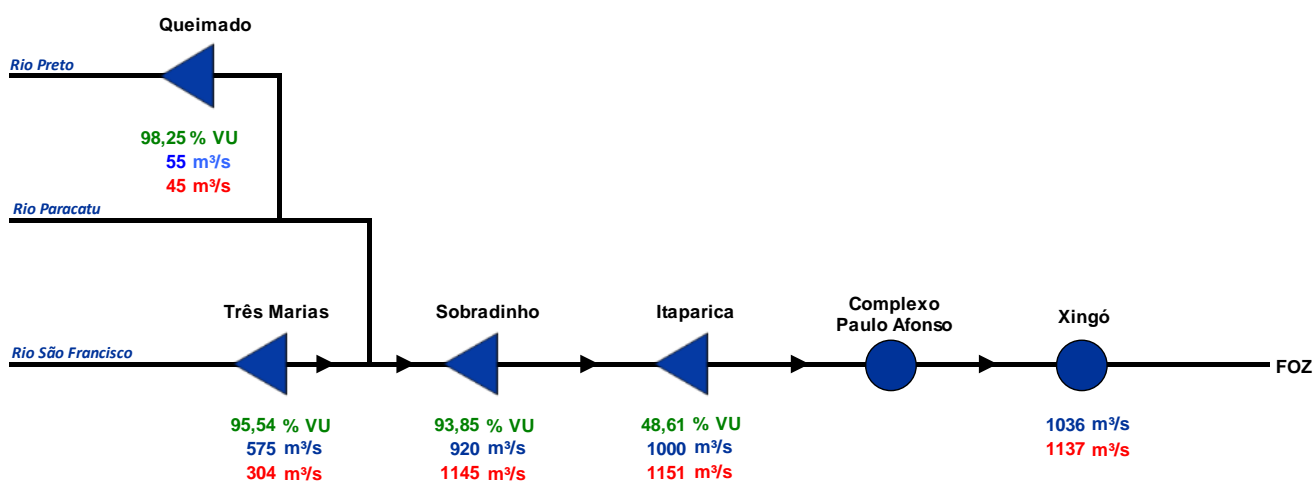 Queimado
Rio Preto
98,25 % VU
55 m³/s
45 m³/s
Rio Paracatu
Três Marias
Sobradinho
Itaparica
Complexo
Paulo Afonso
Xingó
Rio São Francisco
FOZ
95,54 % VU
575 m³/s
304 m³/s
93,85 % VU
920 m³/s
1145 m³/s
48,61 % VU
1000 m³/s
1151 m³/s
1036 m³/s
1137 m³/s